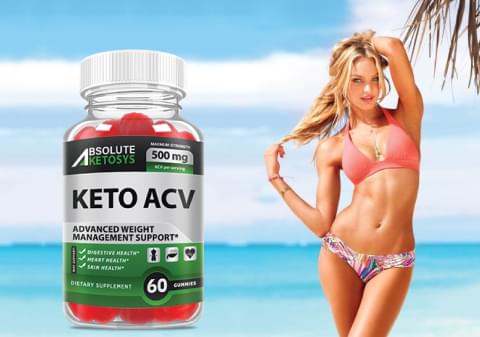 ABSOLUTE
KETOSYS
MAXIMUM STRENGTH
500 mg
ACV per serving
KETO ACV
ADVANCED WEIGHT
MANAGEMENT SUPPORT*
DIGESTIVE HEALTH*
HEART HEALTH*
SKIN HEALTH*
DIETARY SUPPLEMENT
60
GUMMIES